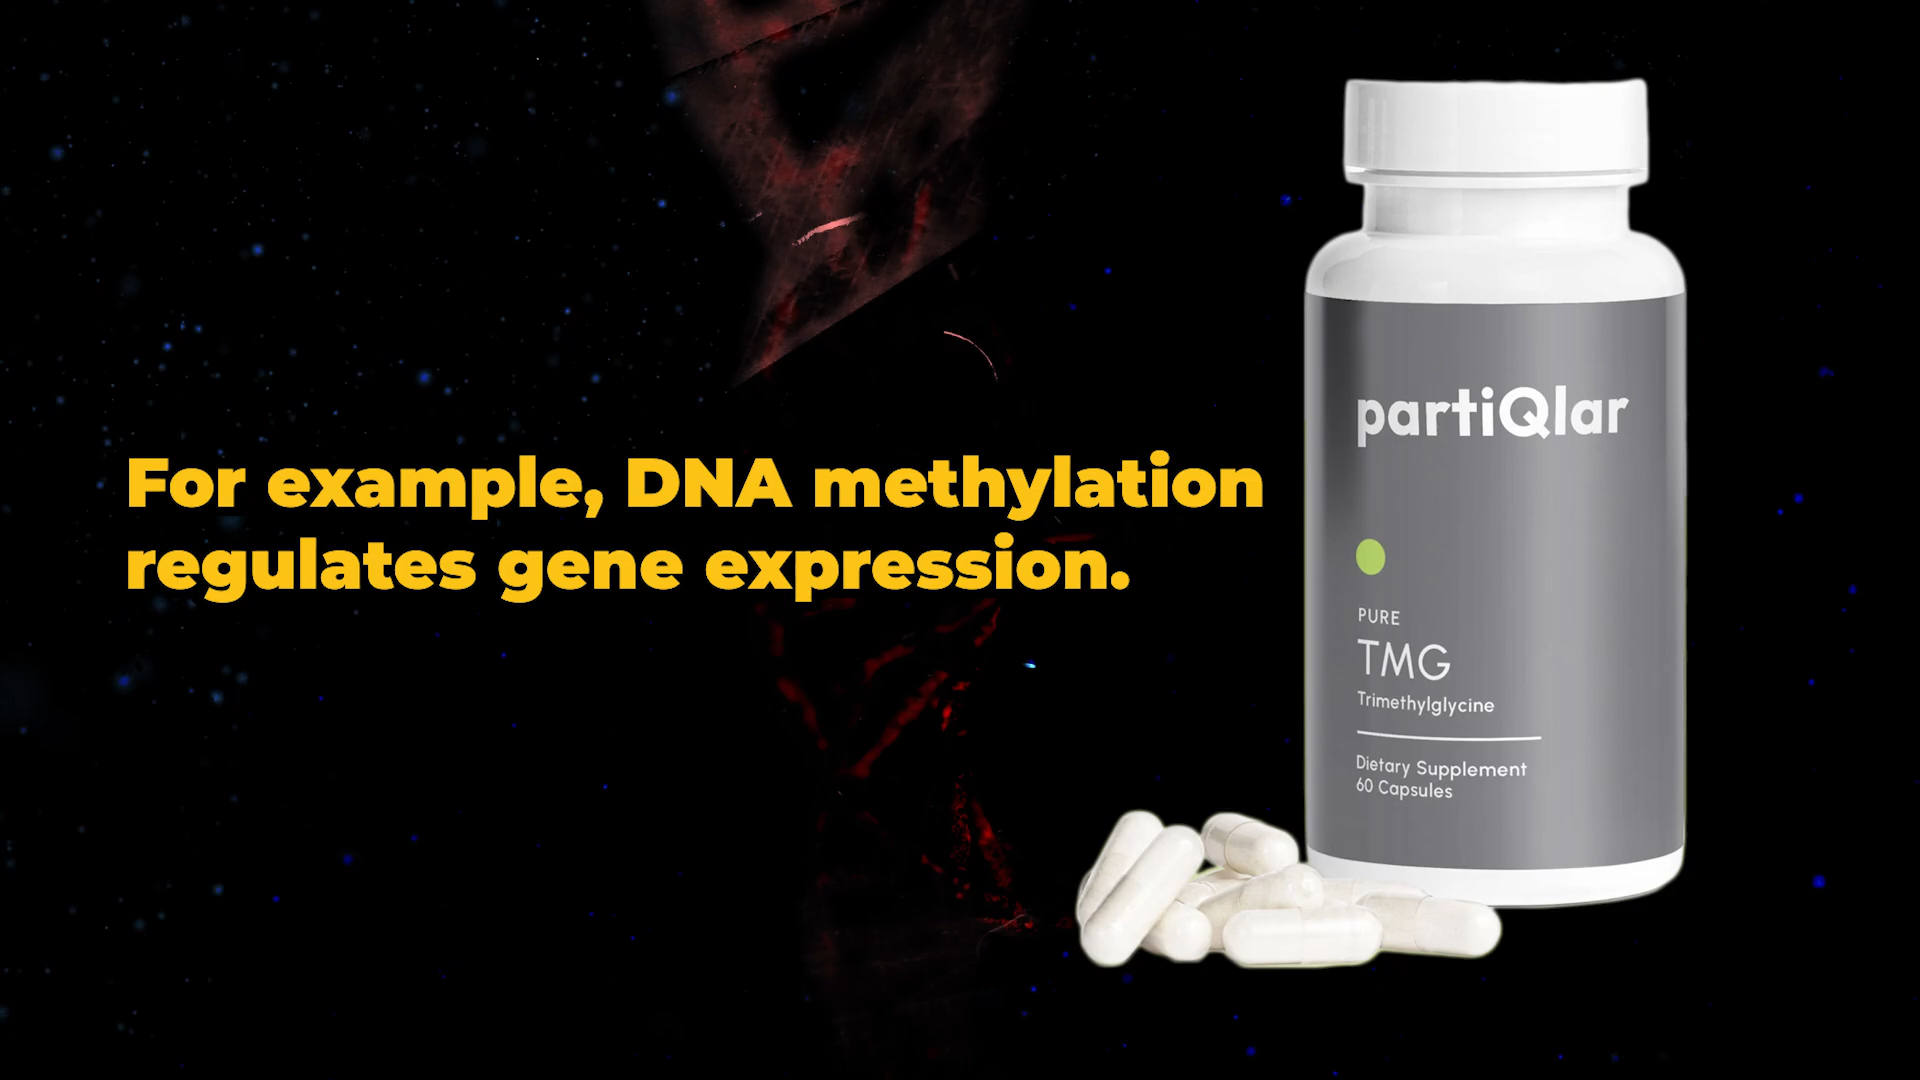 For example, DNA methylation
regulates gene expression.
partiQlar
PURE
TMG
Trimethylglycine
Dietary Supplement
60 Capsules